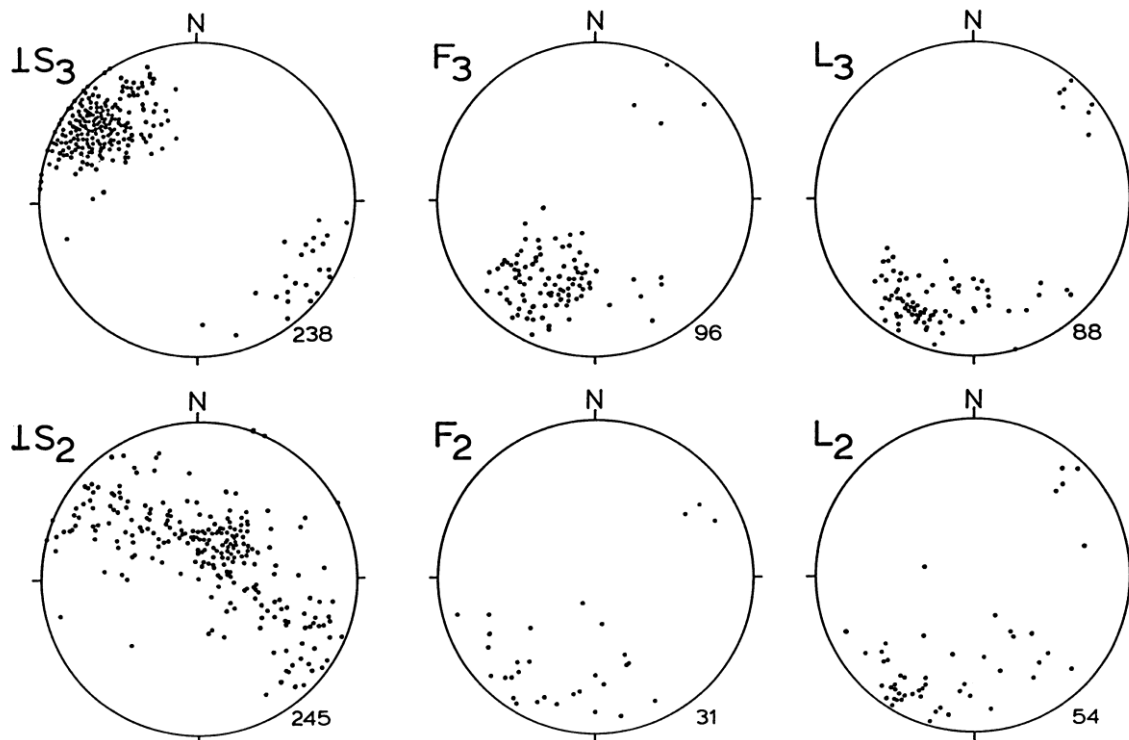 N N N
⊥S₃ F₃ L₃
238 96 88
N N N
⊥S₂ F₂ L₂
245 31 54